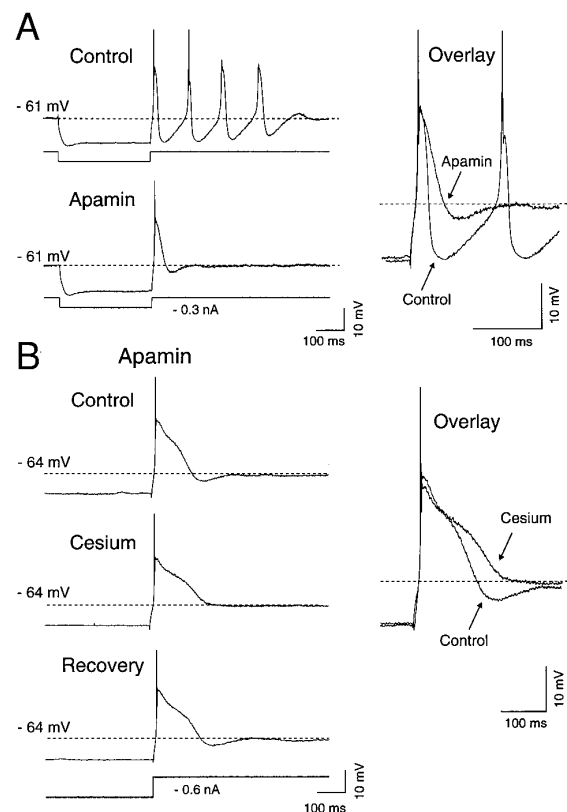 A
Control
- 61 mV
Apamin
- 61 mV
- 0.3 nA
100 ms
10 mV
Overlay
Apamin
Control
100 ms
10 mV
B
Apamin
Control
- 64 mV
Cesium
- 64 mV
Recovery
- 64 mV
- 0.6 nA
100 ms
10 mV
Overlay
Cesium
Control
100 ms
10 mV